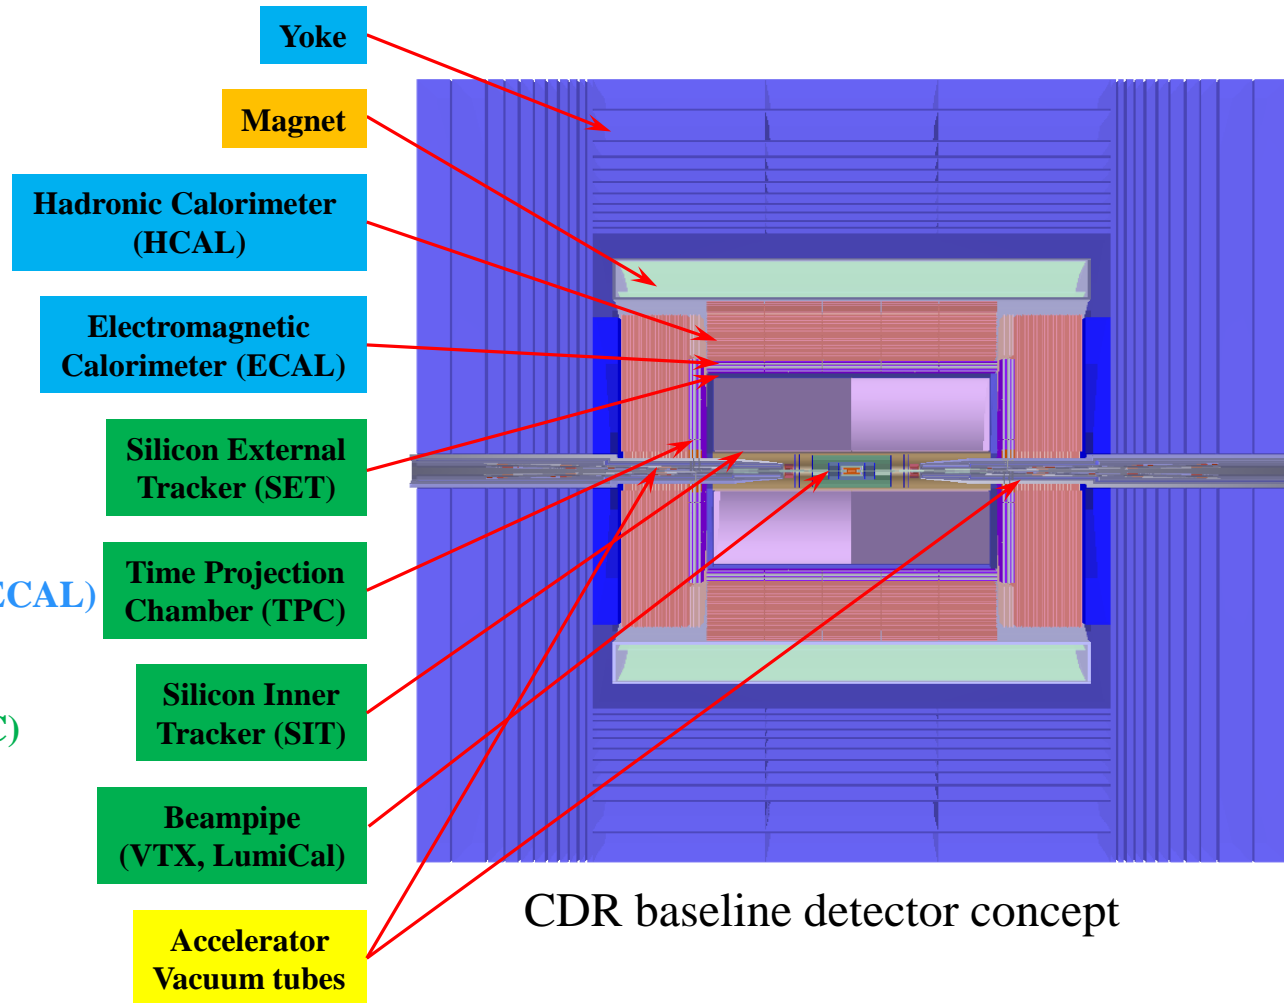 Yoke
Magnet
Hadronic Calorimeter
(HCAL)
Electromagnetic
Calorimeter (ECAL)
Silicon External
Tracker (SET)
ECAL)
Time Projection
Chamber (TPC)
Silicon Inner
Tracker (SIT)
C)
Beampipe
(VTX, LumiCal)
Accelerator
Vacuum tubes
CDR baseline detector concept